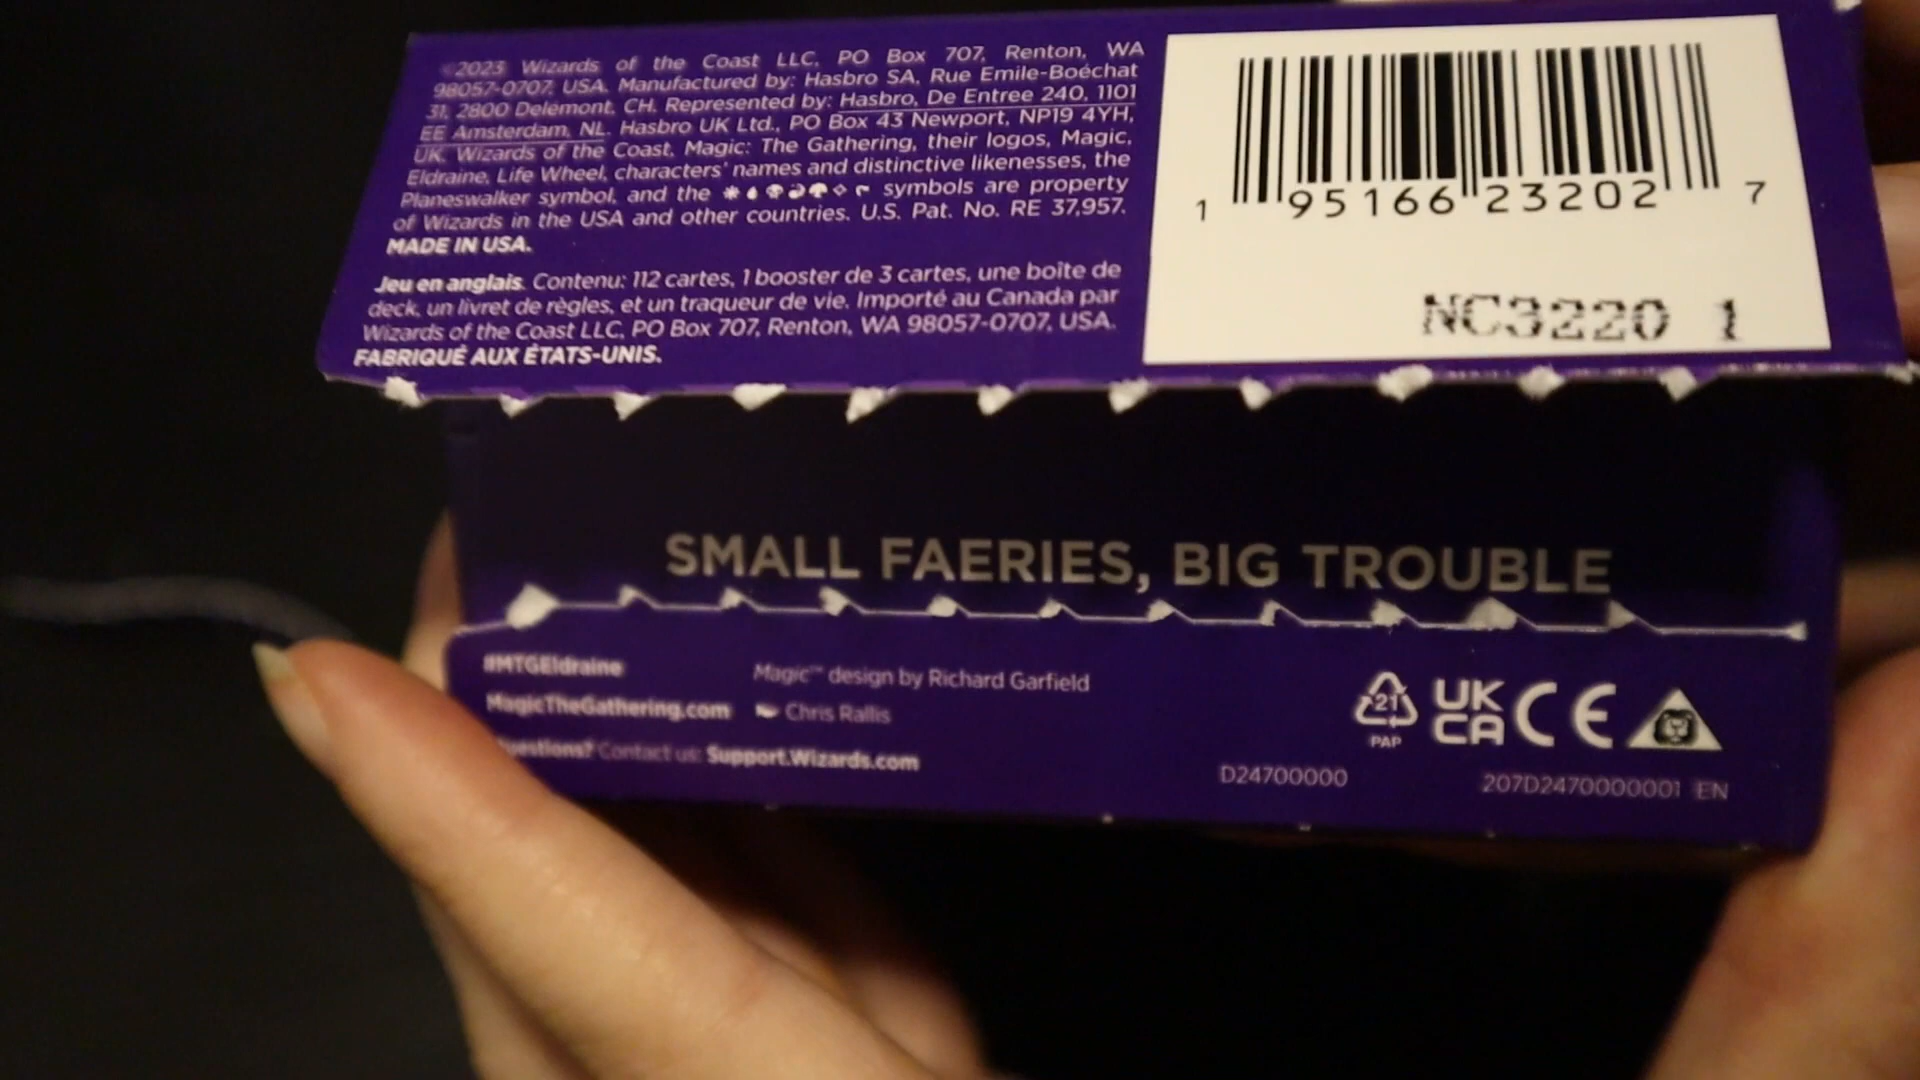 ©2023 Wizards of the Coast LLC, PO Box 707, Renton, WA
98057-0707, USA. Manufactured by: Hasbro SA, Rue Emile-Boéchat
31, 2800 Delémont, CH. Represented by: Hasbro, De Entree 240, 1101
EE Amsterdam, NL. Hasbro UK Ltd., PO Box 43 Newport, NP19 4YH,
UK. Wizards of the Coast, Magic: The Gathering, their logos, Magic,
Eldraine, Life Wheel, characters' names and distinctive likenesses, the
Planeswalker symbol, and the symbols are property
of Wizards in the USA and other countries. U.S. Pat. No. RE 37,957.
MADE IN USA.
Jeu en anglais. Contenu: 112 cartes, 1 booster de 3 cartes, une boîte de
deck, un livret de règles, et un traqueur de vie. Importé au Canada par
Wizards of the Coast LLC, PO Box 707, Renton, WA 98057-0707, USA.
FABRIQUÉ AUX ÉTATS-UNIS.
1 95166 23202 7
NC3220 1
SMALL FAERIES, BIG TROUBLE
#MTGEldraine
MagicTheGathering.com
Questions? Contact us: Support.Wizards.com
Magic™ design by Richard Garfield
Chris Rallis
21
PAP
UK
CA
CE
D24700000
207D2470000001 EN